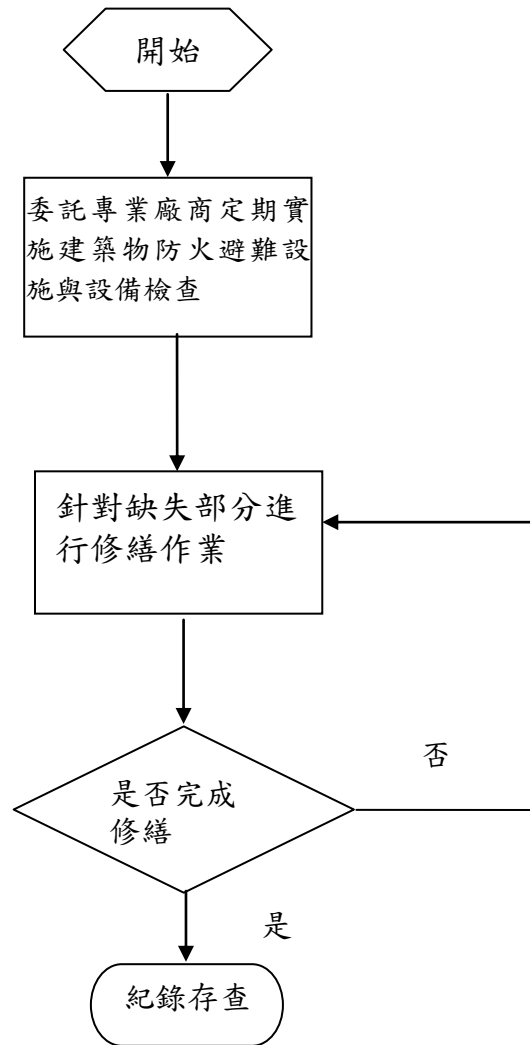 開始
委託專業廠商定期實
施建築物防火避難設
施與設備檢查
針對缺失部分進
行修繕作業
否
是否完成
修繕
是
紀錄存查